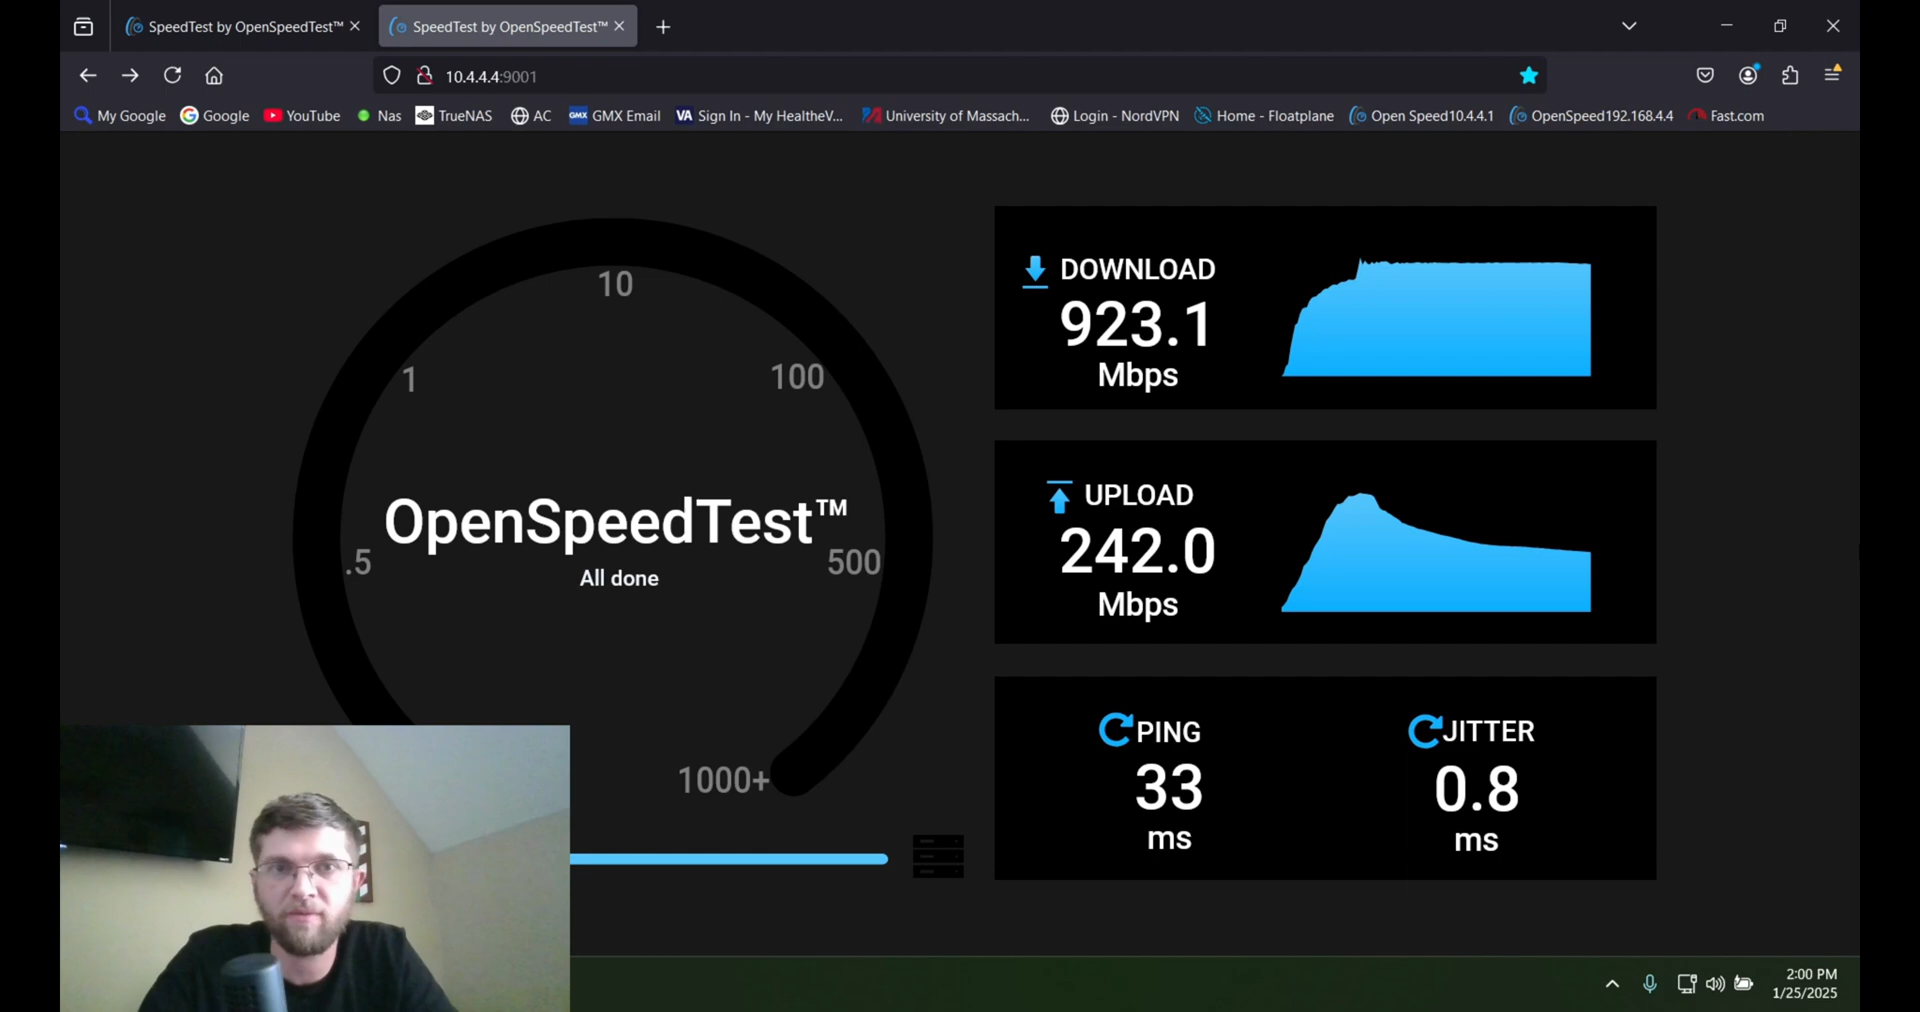 SpeedTest by OpenSpeedTest™
SpeedTest by OpenSpeedTest™
10.4.4.4:9001
My Google
Google
YouTube
Nas
TrueNAS
AC
GMX GMX Email
VA Sign In - My HealtheV...
University of Massach...
Login - NordVPN
Home - Floatplane
Open Speed10.4.4.1
OpenSpeed192.168.4.4
Fast.com
10
1
100
.5
500
1000+
OpenSpeedTest™
All done
DOWNLOAD
923.1
Mbps
UPLOAD
242.0
Mbps
PING
33
ms
JITTER
0.8
ms
2:00 PM
1/25/2025